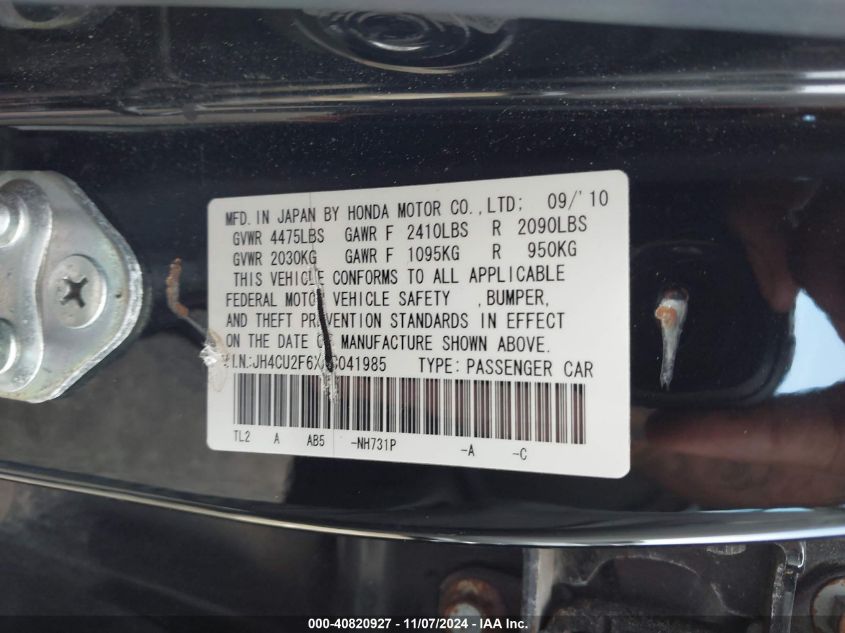 MFD. IN JAPAN BY HONDA MOTOR CO.,LTD: 09/'10
GVWR 4475LBS GAWR F 2410LBS R 2090LBS
GVWR 2030KG GAWR F 1095KG R 950KG
THIS VEHICLE CONFORMS TO ALL APPLICABLE
FEDERAL MOTOR VEHICLE SAFETY , BUMPER,
AND THEFT PREVENTION STANDARDS IN EFFECT
ON THE DATE OF MANUFACTURE SHOWN ABOVE.
TYPE: PASSENGER CAR
TL2 A AB5 -NH731P -A -C
000-40820927 - 11/07/2024 - IAA Inc.